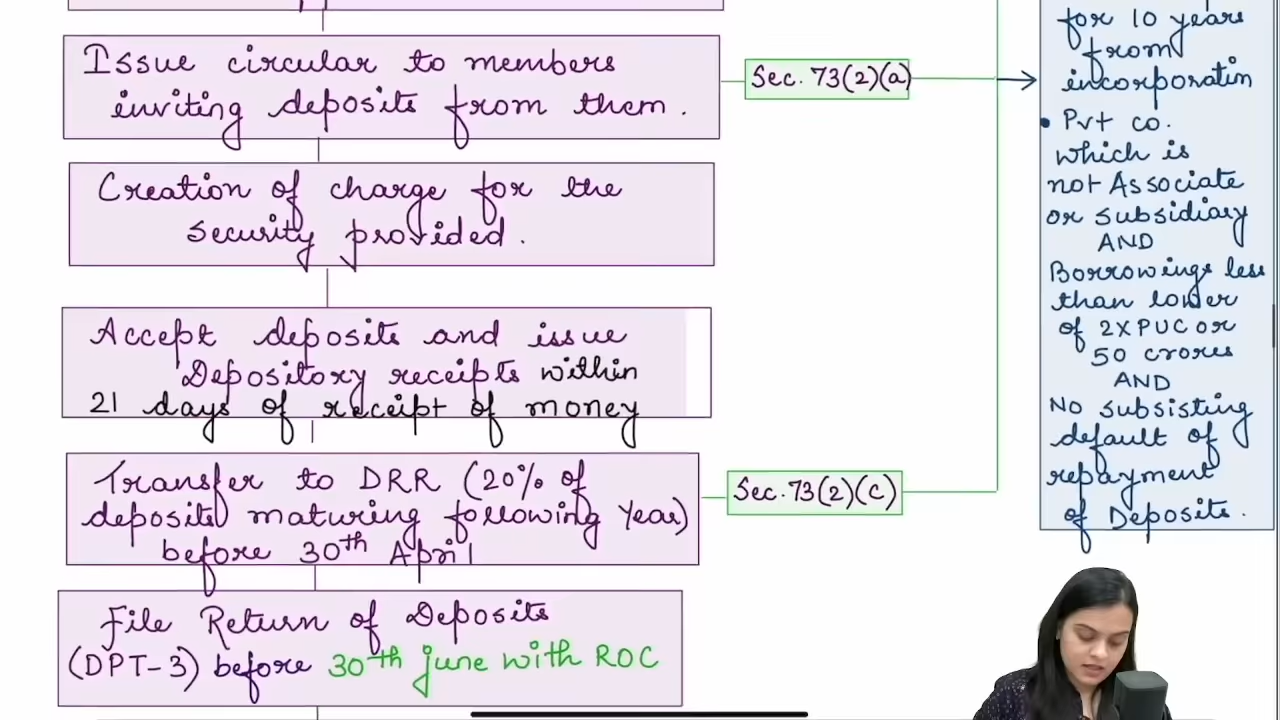 Issue circular to members
inviting deposits from them.
Sec. 73(2)(a)
Creation of charge for the
security provided.
Accept deposits and issue
Depository receipts within
21 days of receipt of money
Transfer to DRR (20% of
deposits maturing following Year)
before 30th April
Sec. 73(2)(c)
File Return of Deposits
(DPT-3) before 30th june with ROC
for 10 years
from
incorporatin
• Pvt co.
which is
not Associate
or subsidiary
AND
Borrowings less
than lower
of 2XPUC or
50 crores
AND
No subsisting
default of
repayment
of Deposits.